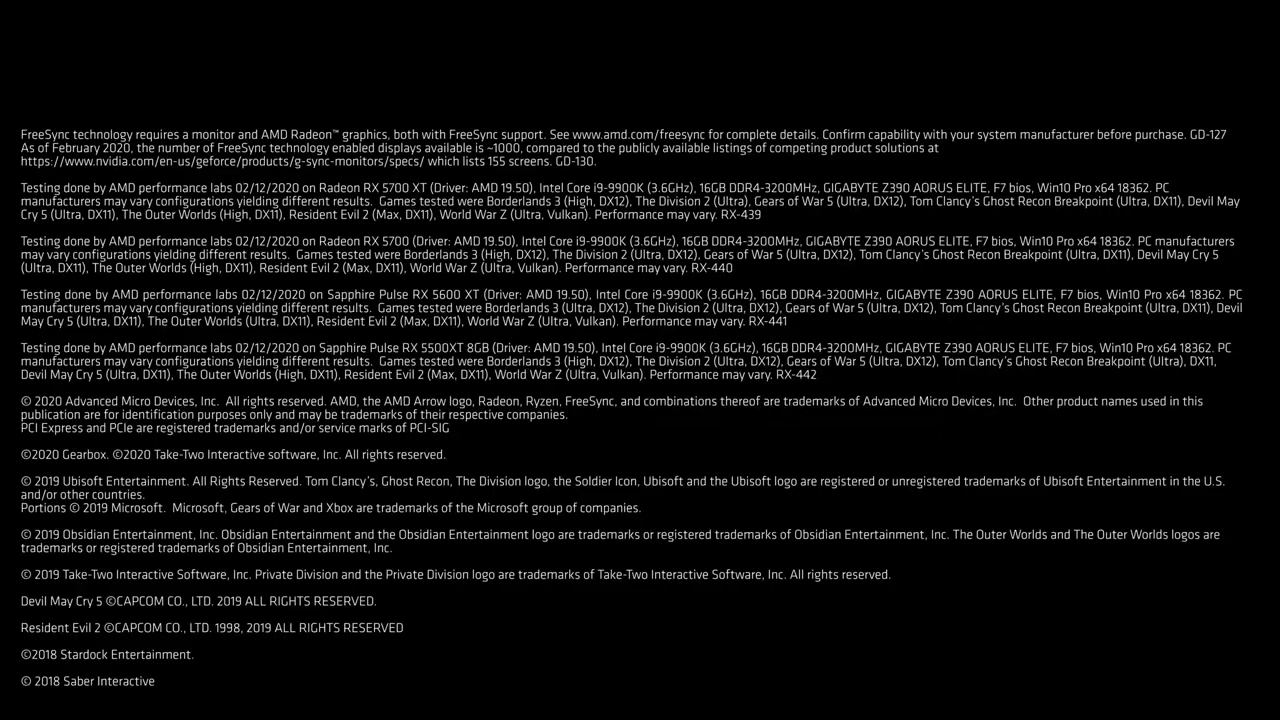 FreeSync technology requires a monitor and AMD Radeon™ graphics, both with FreeSync support. See www.amd.com/freesync for complete details. Confirm capability with your system manufacturer before purchase. GD-127
As of February 2020, the number of FreeSync technology enabled displays available is ~1000, compared to the publicly available listings of competing product solutions at
https://www.nvidia.com/en-us/geforce/products/g-sync-monitors/specs/ which lists 155 screens. GD-130.
Testing done by AMD performance labs 02/12/2020 on Radeon RX 5700 XT (Driver: AMD 19.50), Intel Core i9-9900K (3.6GHz), 16GB DDR4-3200MHz, GIGABYTE Z390 AORUS ELITE, F7 bios, Win10 Pro x64 18362. PC
manufacturers may vary configurations yielding different results.  Games tested were Borderlands 3 (High, DX12), The Division 2 (Ultra), Gears of War 5 (Ultra, DX12), Tom Clancy's Ghost Recon Breakpoint (Ultra, DX11), Devil May
Cry 5 (Ultra, DX11), The Outer Worlds (High, DX11), Resident Evil 2 (Max, DX11), World War Z (Ultra, Vulkan). Performance may vary. RX-439
Testing done by AMD performance labs 02/12/2020 on Radeon RX 5700 (Driver: AMD 19.50), Intel Core i9-9900K (3.6GHz), 16GB DDR4-3200MHz, GIGABYTE Z390 AORUS ELITE, F7 bios, Win10 Pro x64 18362. PC manufacturers
may vary configurations yielding different results.  Games tested were Borderlands 3 (High, DX12), The Division 2 (Ultra, DX12), Gears of War 5 (Ultra, DX12), Tom Clancy's Ghost Recon Breakpoint (Ultra, DX11), Devil May Cry 5
(Ultra, DX11), The Outer Worlds (High, DX11), Resident Evil 2 (Max, DX11), World War Z (Ultra, Vulkan). Performance may vary. RX-440
Testing done by AMD performance labs 02/12/2020 on Sapphire Pulse RX 5600 XT (Driver: AMD 19.50), Intel Core i9-9900K (3.6GHz), 16GB DDR4-3200MHz, GIGABYTE Z390 AORUS ELITE, F7 bios, Win10 Pro x64 18362. PC
manufacturers may vary configurations yielding different results.  Games tested were Borderlands 3 (Ultra, DX12), The Division 2 (Ultra, DX12), Gears of War 5 (Ultra, DX12), Tom Clancy's Ghost Recon Breakpoint (Ultra, DX11), Devil
May Cry 5 (Ultra, DX11), The Outer Worlds (Ultra, DX11), Resident Evil 2 (Max, DX11), World War Z (Ultra, Vulkan). Performance may vary. RX-441
Testing done by AMD performance labs 02/12/2020 on Sapphire Pulse RX 5500XT 8GB (Driver: AMD 19.50), Intel Core i9-9900K (3.6GHz), 16GB DDR4-3200MHz, GIGABYTE Z390 AORUS ELITE, F7 bios, Win10 Pro x64 18362. PC
manufacturers may vary configurations yielding different results.  Games tested were Borderlands 3 (High, DX12), The Division 2 (Ultra, DX12), Gears of War 5 (Ultra, DX12), Tom Clancy's Ghost Recon Breakpoint (Ultra), DX11,
Devil May Cry 5 (Ultra, DX11), The Outer Worlds (High, DX11), Resident Evil 2 (Max, DX11), World War Z (Ultra, Vulkan). Performance may vary. RX-442
© 2020 Advanced Micro Devices, Inc.  All rights reserved. AMD, the AMD Arrow logo, Radeon, Ryzen, FreeSync, and combinations thereof are trademarks of Advanced Micro Devices, Inc.  Other product names used in this
publication are for identification purposes only and may be trademarks of their respective companies.
PCI Express and PCIe are registered trademarks and/or service marks of PCI-SIG
©2020 Gearbox. ©2020 Take-Two Interactive software, Inc. All rights reserved.
© 2019 Ubisoft Entertainment. All Rights Reserved. Tom Clancy's, Ghost Recon, The Division logo, the Soldier Icon, Ubisoft and the Ubisoft logo are registered or unregistered trademarks of Ubisoft Entertainment in the U.S.
and/or other countries.
Portions © 2019 Microsoft.  Microsoft, Gears of War and Xbox are trademarks of the Microsoft group of companies.
© 2019 Obsidian Entertainment, Inc. Obsidian Entertainment and the Obsidian Entertainment logo are trademarks or registered trademarks of Obsidian Entertainment, Inc. The Outer Worlds and The Outer Worlds logos are
trademarks or registered trademarks of Obsidian Entertainment, Inc.
© 2019 Take-Two Interactive Software, Inc. Private Division and the Private Division logo are trademarks of Take-Two Interactive Software, Inc. All rights reserved.
Devil May Cry 5 ©CAPCOM CO., LTD. 2019 ALL RIGHTS RESERVED.
Resident Evil 2 ©CAPCOM CO., LTD. 1998, 2019 ALL RIGHTS RESERVED
©2018 Stardock Entertainment.
© 2018 Saber Interactive